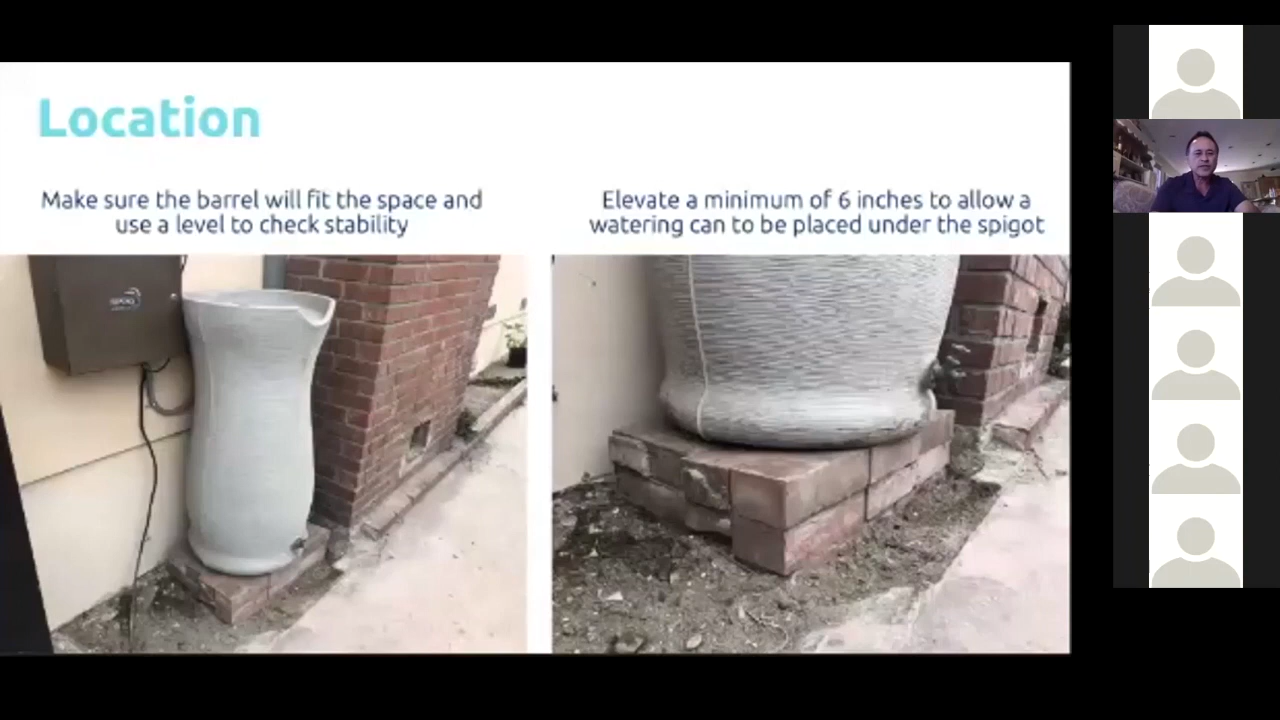 Location
Make sure the barrel will fit the space and
use a level to check stability
Elevate a minimum of 6 inches to allow a
watering can to be placed under the spigot